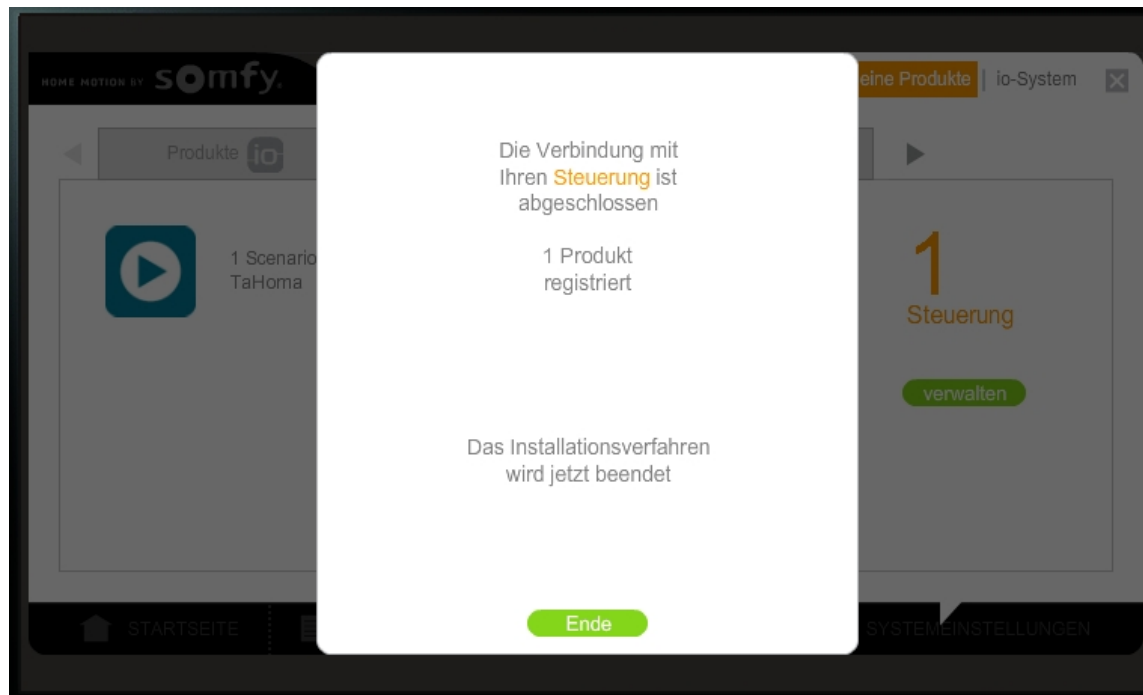 HOME MOTION BY somfy.
eine Produkte | io-System
Produkte io
1 Scenario
TaHoma
Die Verbindung mit
Ihren Steuerung ist
abgeschlossen
1 Produkt
registriert
Das Installationsverfahren
wird jetzt beendet
Ende
1
Steuerung
verwalten
STARTSEITE
SYSTEMEINSTELLUNGEN